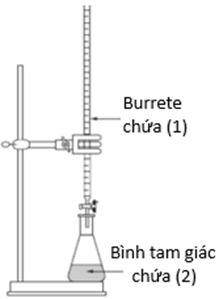 Burrete
chứa (1)
Bình tam giác
chứa (2)